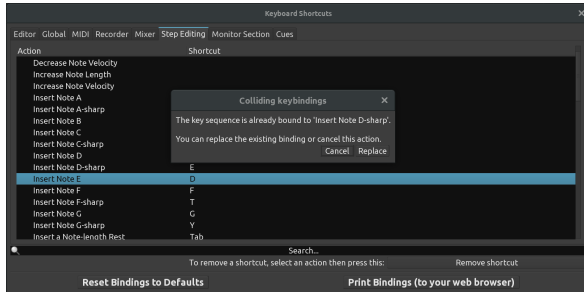 Keyboard Shortcuts
Editor Global MIDI Recorder Mixer Step Editing Monitor Section Cues
Action Shortcut
Decrease Note Velocity
Increase Note Length
Increase Note Velocity
Insert Note A
Insert Note A-sharp
Insert Note B
Insert Note C
Insert Note C-sharp
Insert Note D
Insert Note D-sharp E
Insert Note E D
Insert Note F F
Insert Note F-sharp T
Insert Note G G
Insert Note G-sharp Y
Insert a Note-length Rest Tab
Colliding keybindings
The key sequence is already bound to 'Insert Note D-sharp'.
You can replace the existing binding or cancel this action.
Cancel Replace
Search...
To remove a shortcut, select an action then press this: Remove shortcut
Reset Bindings to Defaults Print Bindings (to your web browser)